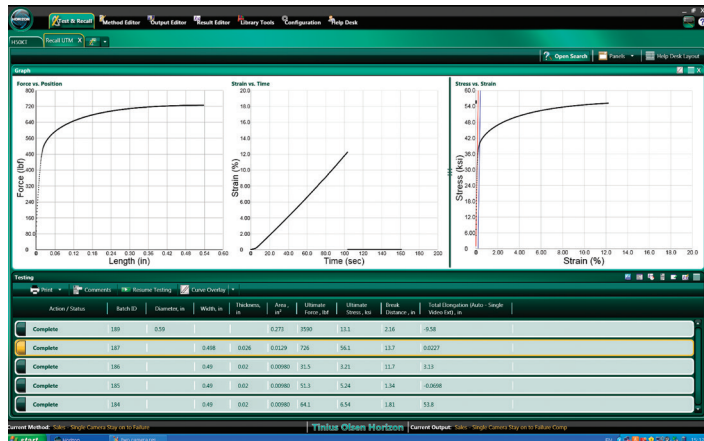 HORIZON
Test & Recall
Method Editor
Output Editor
Result Editor
Library Tools
Configuration
Help Desk
H50KT
Recall UTM X
Open Search
Panels
Help Desk Layout
Graph
Force vs. Position
800
720
640
560
480
400
320
240
160
80.0
0
Force (lbf)
0 0.06 0.12 0.18 0.24 0.30 0.36 0.42 0.48 0.54 0.60
Length (in)
Strain vs. Time
20.0
18.0
16.0
14.0
12.0
10.0
8.00
6.00
4.00
2.00
0
Strain (%)
0 20.0 40.0 60.0 80.0 100 120 140 160 180 200
Time (sec)
Stress vs. Strain
60.0
54.0
48.0
42.0
36.0
30.0
24.0
18.0
12.0
6.00
0
Stress (ksi)
0 2.00 4.00 6.00 8.00 10.0 12.0 14.0 16.0 18.0 20.0
Strain (%)
Testing
Print
Comments
Resume Testing
Curve Overlay
Action / Status
Batch ID
Diameter, in
Width, in
Thickness, in
Area , in²
Ultimate Force , lbf
Ultimate Stress , ksi
Break Distance , in
Total Elongation (Auto - Single Video Ext) , in
Complete 189 0.59 0.273 3590 13.1 2.16 -9.58
Complete 187 0.498 0.026 0.0129 726 56.1 13.7 0.0227
Complete 186 0.49 0.02 0.00980 31.5 3.21 11.7 3.13
Complete 185 0.49 0.02 0.00980 51.3 5.24 1.34 -0.0698
Complete 184 0.49 0.02 0.00980 64.1 6.54 1.81 53.8
Current Method: Sales - Single Camera Stay on to Failure
Tinius Olsen Horizon
Current Output: Sales - Single Camera Stay on to Failure Comp
start
Horizon